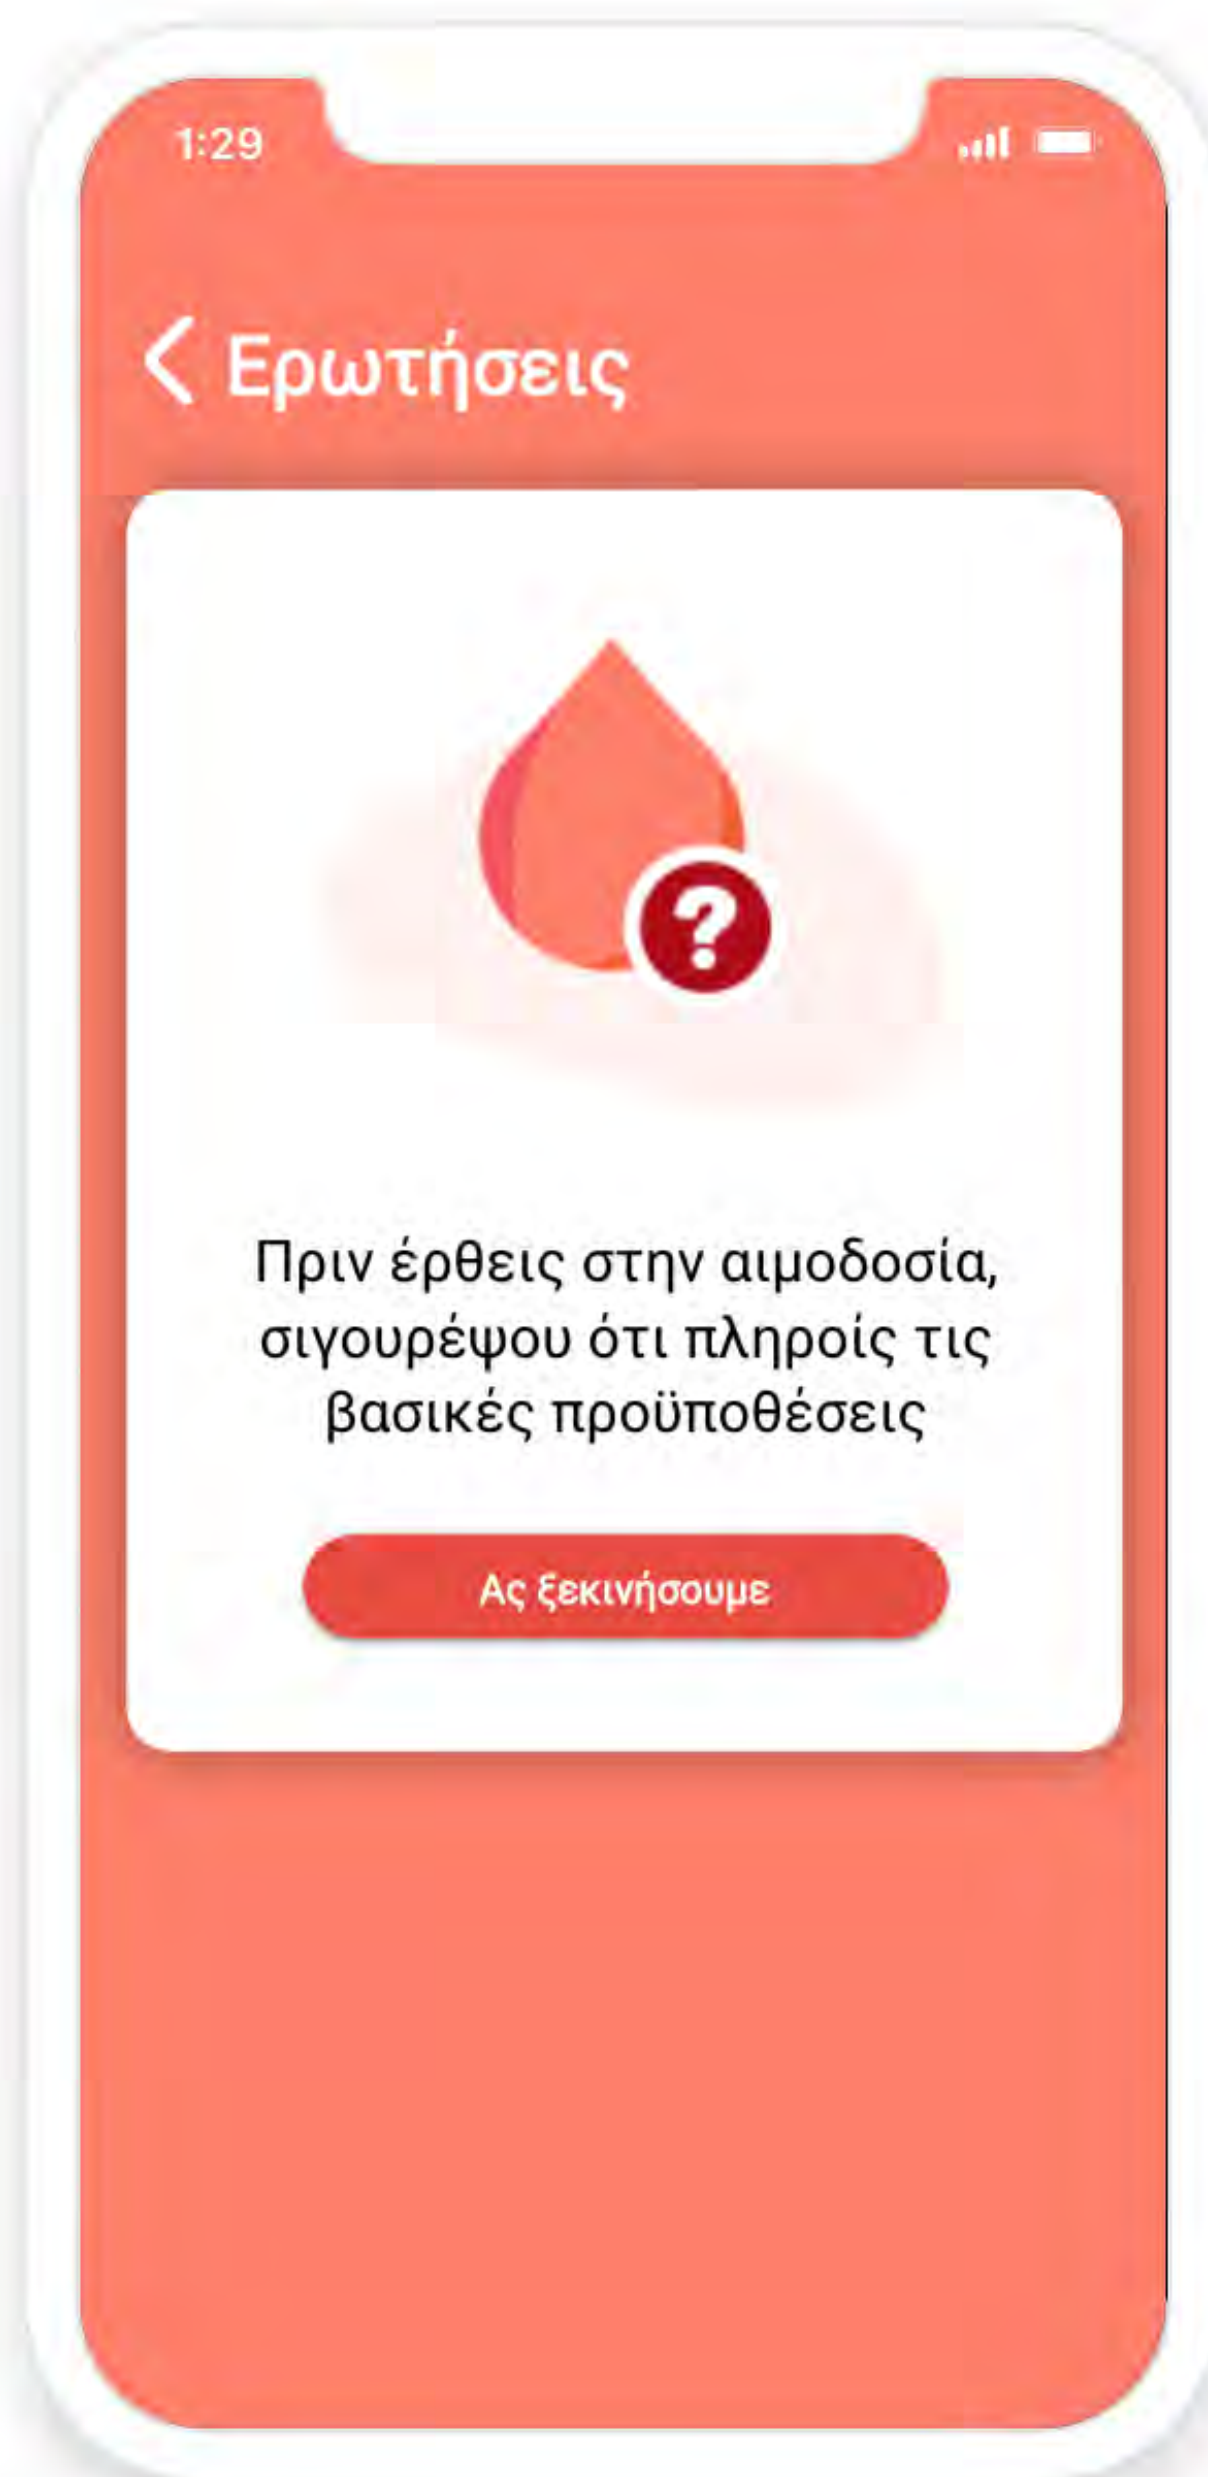 1:29
Ερωτήσεις
?
Πριν έρθεις στην αιμοδοσία,
σιγουρέψου ότι πληροίς τις
βασικές προϋποθέσεις
Ας ξεκινήσουμε